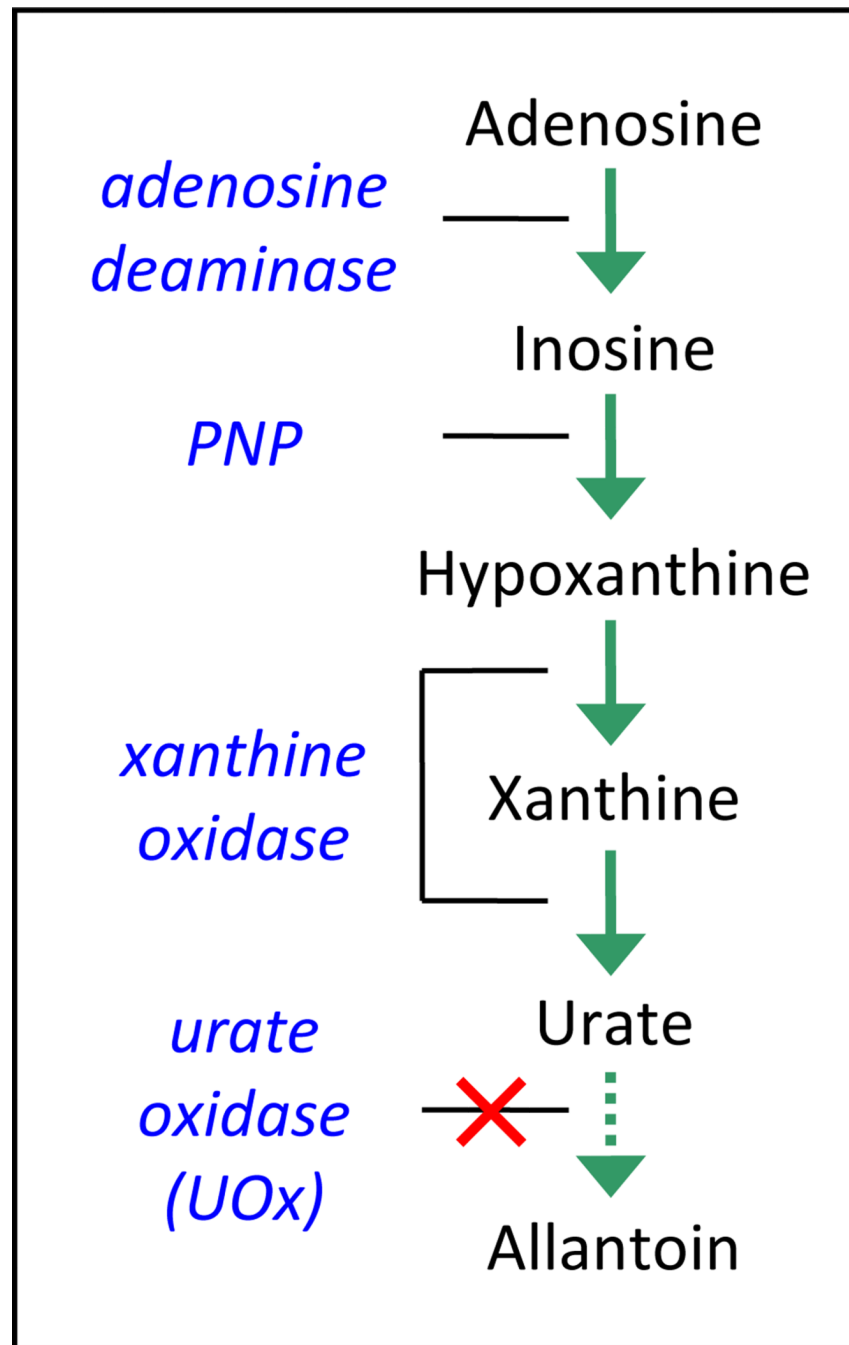 Adenosine
adenosine
deaminase
Inosine
PNP
Hypoxanthine
xanthine
oxidase
Xanthine
Urate
urate
oxidase
(UOx)
Allantoin